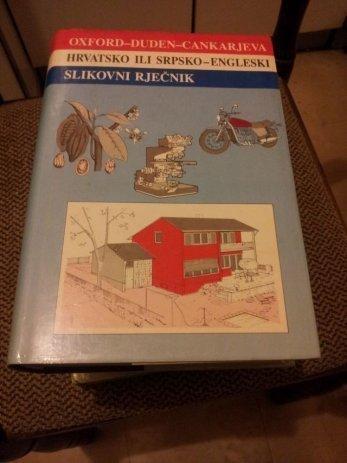 OXFORD–DUDEN–CANKARJEVA
HRVATSKO ILI SRPSKO–ENGLESKI
SLIKOVNI RJEČNIK